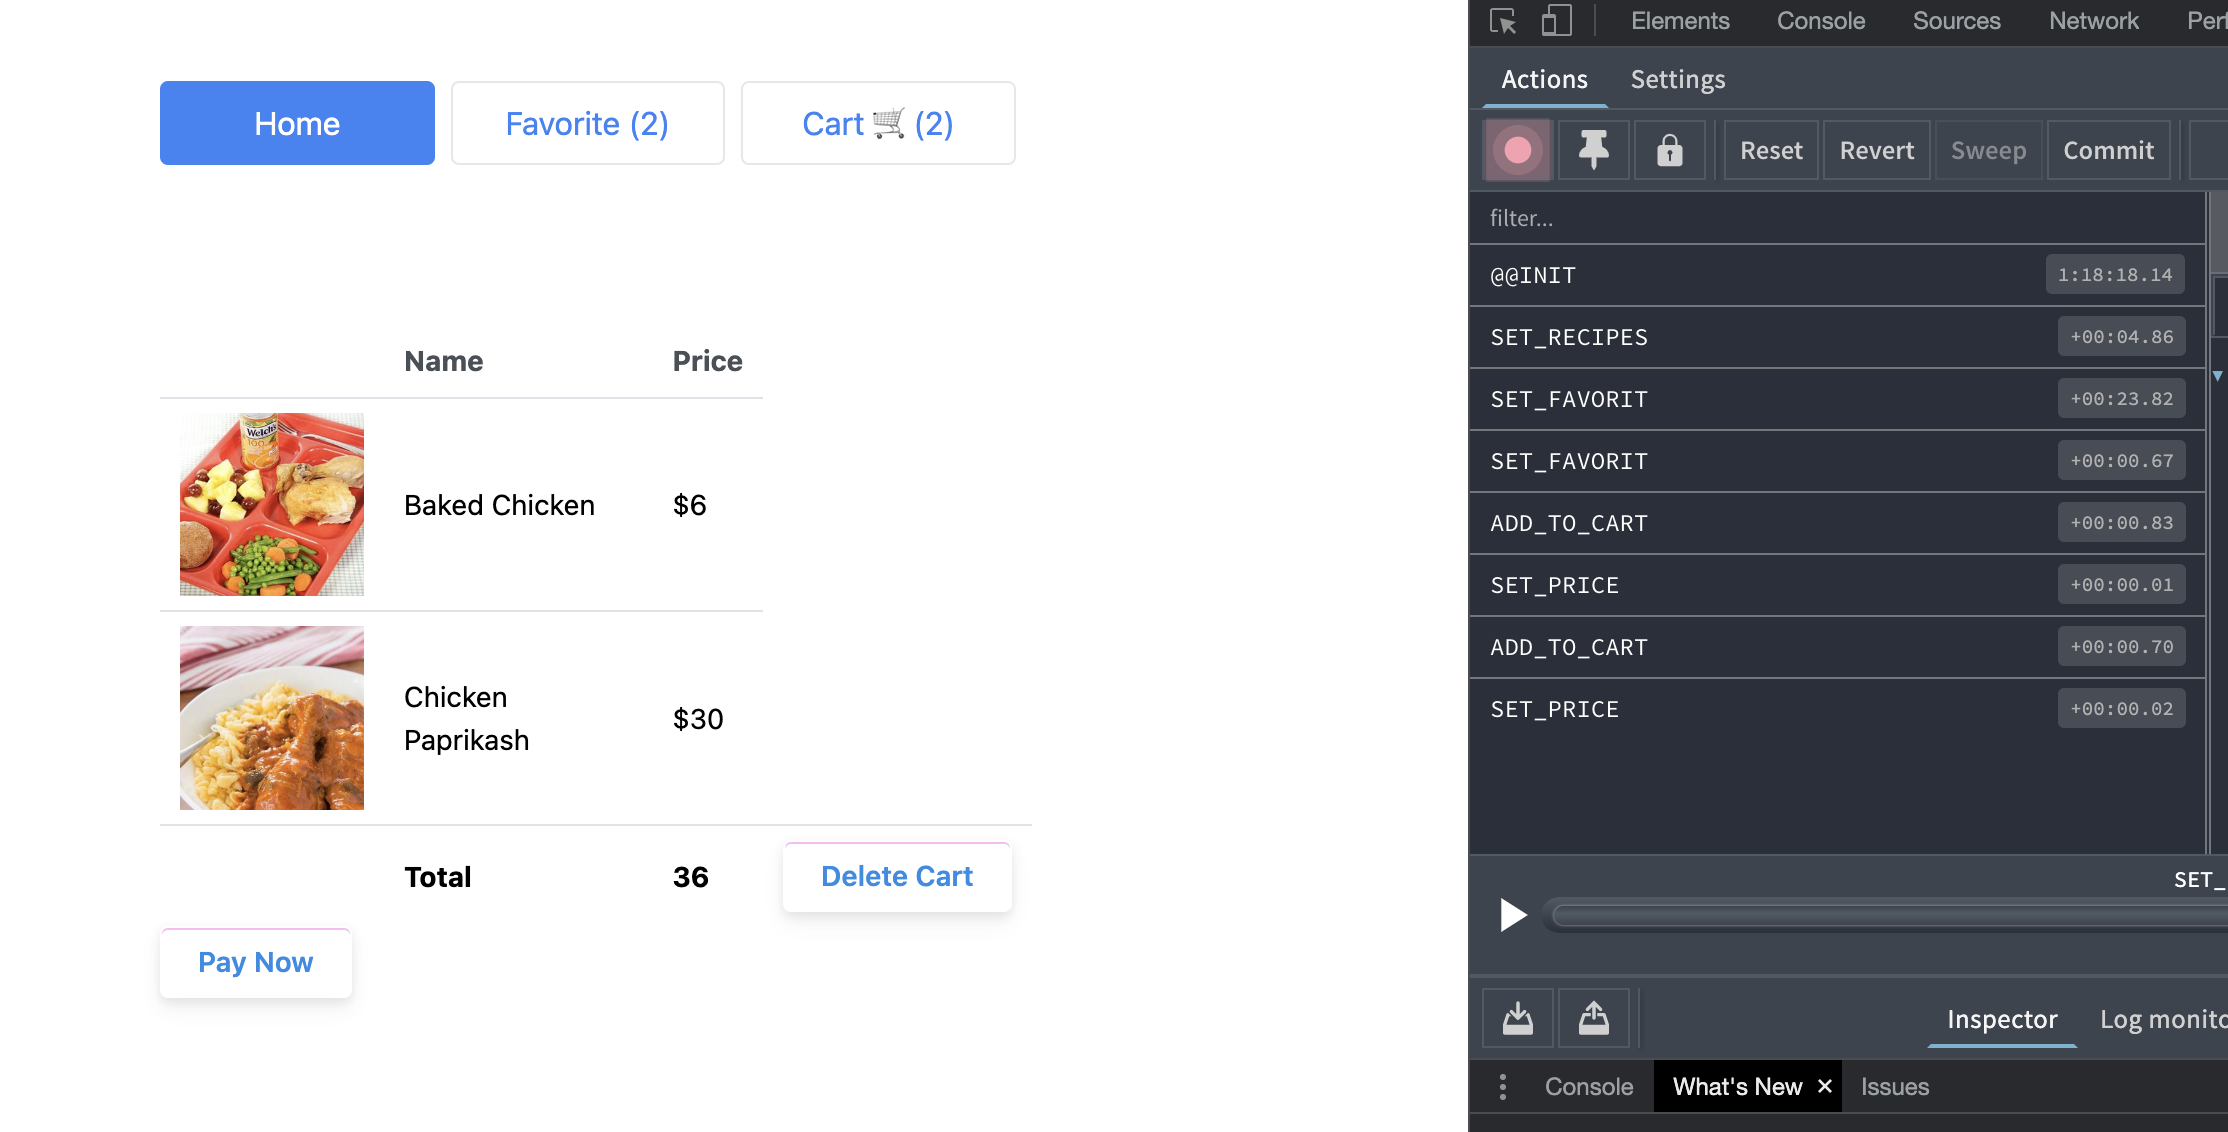 Home
Favorite (2)
Cart 🛒 (2)
Name Price
Welch's
100
Baked Chicken $6
Chicken
Paprikash
$30
Total 36 Delete Cart
Pay Now
Elements Console Sources Network
Actions Settings
Reset Revert Sweep Commit
filter...
@@INIT 1:18:18.14
SET_RECIPES +00:04.86
SET_FAVORIT +00:23.82
SET_FAVORIT +00:00.67
ADD_TO_CART +00:00.83
SET_PRICE +00:00.01
ADD_TO_CART +00:00.70
SET_PRICE +00:00.02
SET_
Inspector Log monito
Console What's New × Issues